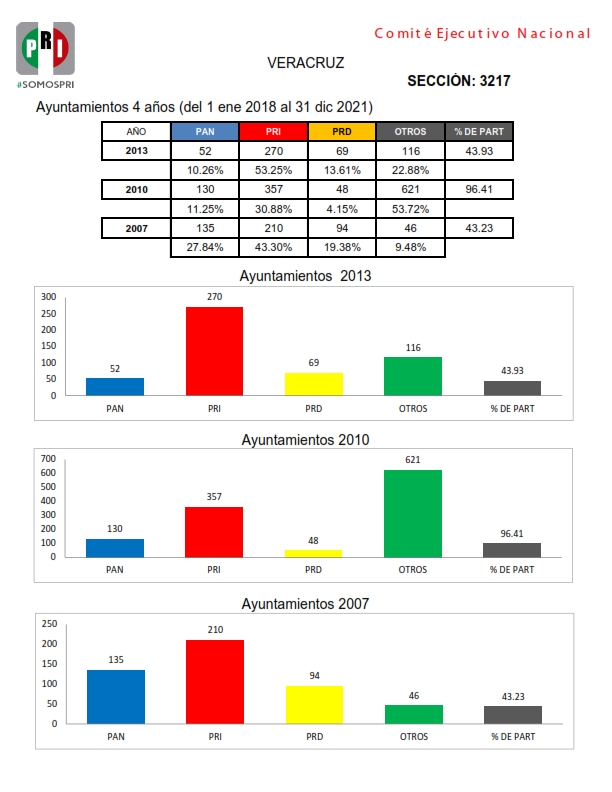 PRI
#SOMOSPRI
Comité Ejecutivo Nacional
VERACRUZ
SECCIÓN: 3217
Ayuntamientos 4 años (del 1 ene 2018 al 31 dic 2021)
AÑO PAN PRI PRD OTROS % DE PART
2013 52 270 69 116 43.93
10.26% 53.25% 13.61% 22.88%
2010 130 357 48 621 96.41
11.25% 30.88% 4.15% 53.72%
2007 135 210 94 46 43.23
27.84% 43.30% 19.38% 9.48%
Ayuntamientos 2013
300
250
200
150
100
50
0
52 270 69 116 43.93
PAN PRI PRD OTROS % DE PART
Ayuntamientos 2010
700
600
500
400
300
200
100
0
130 357 48 621 96.41
PAN PRI PRD OTROS % DE PART
Ayuntamientos 2007
250
200
150
100
50
0
135 210 94 46 43.23
PAN PRI PRD OTROS % DE PART